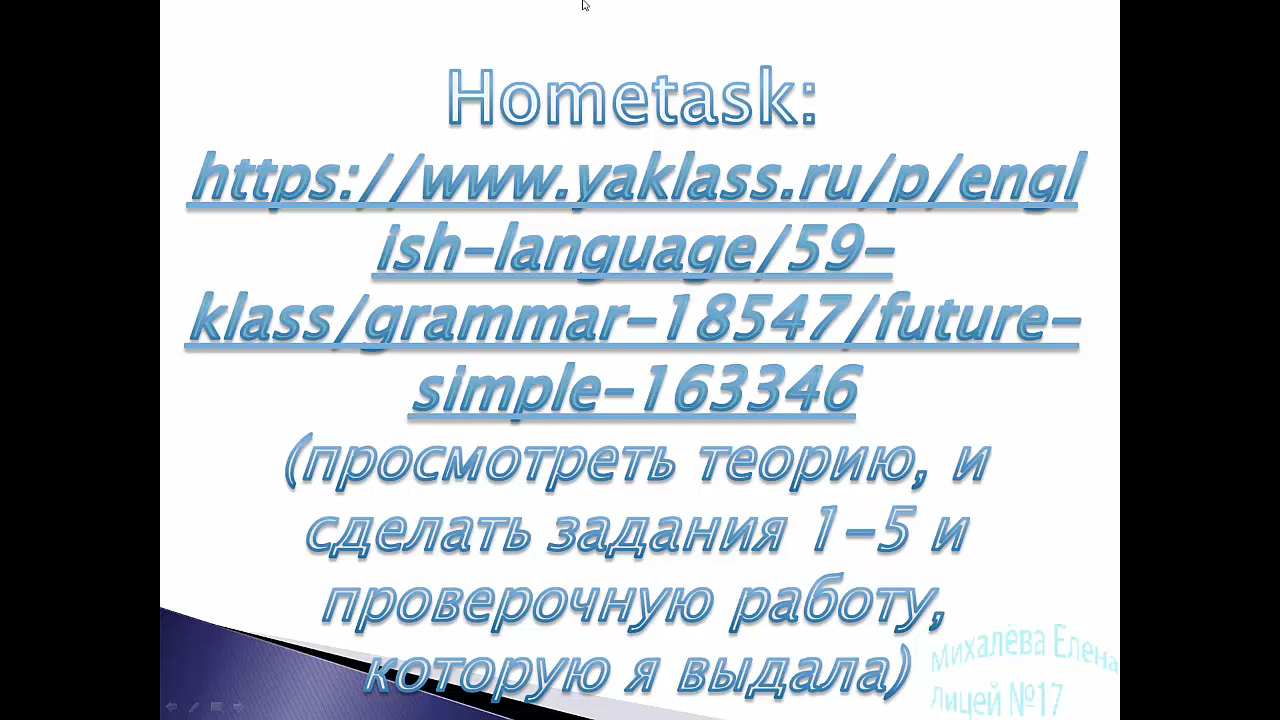 Hometask:
https://www.yaklass.ru/p/engl
ish-language/59-
klass/grammar-18547/future-
simple-163346
(просмотреть теорию, и
сделать задания 1-5 и
проверочную работу,
которую я выдала)
Михалёва Елена
Лицей №17